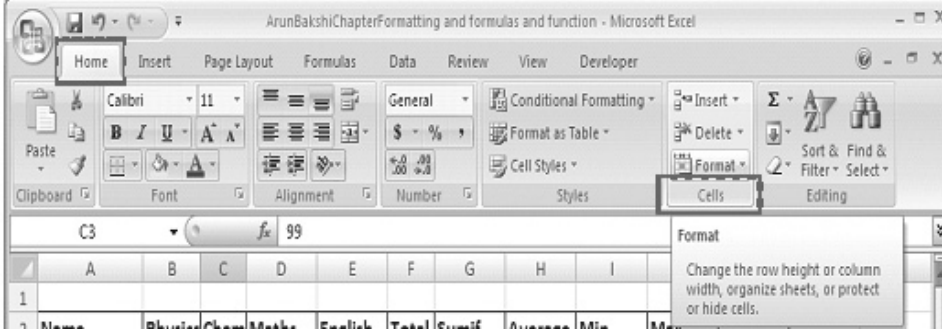 ArunBakshiChapterFormatting and formulas and function - Microsoft Excel
Home Insert Page Layout Formulas Data Review View Developer
Calibri 11 General Conditional Formatting Insert Σ
B I U A A $ % , Format as Table Delete
Paste Cell Styles Format Sort & Find &
Filter Select
Clipboard Font Alignment Number Styles Cells Editing
C3 fx 99
Format
A B C D E F G H I
Change the row height or column
width, organize sheets, or protect
or hide cells.
1
2 Name Physics Chem Maths English Total Sumif Average Min Max